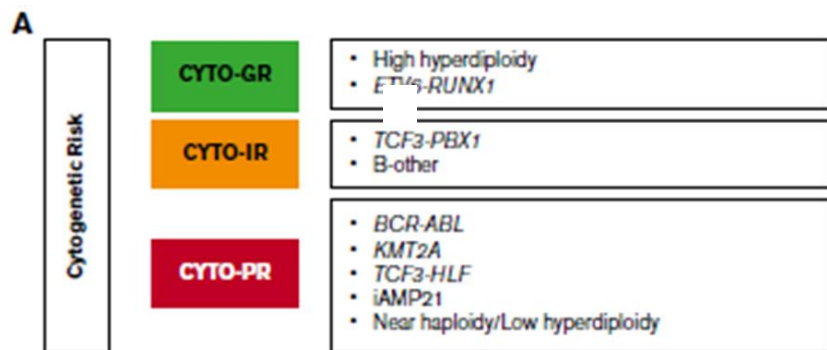 A
Cytogenetic Risk
CYTO-GR
• High hyperdiploidy
• ETV6-RUNX1
CYTO-IR
• TCF3-PBX1
• B-other
CYTO-PR
• BCR-ABL
• KMT2A
• TCF3-HLF
• iAMP21
• Near haploidy/Low hyperdiploidy